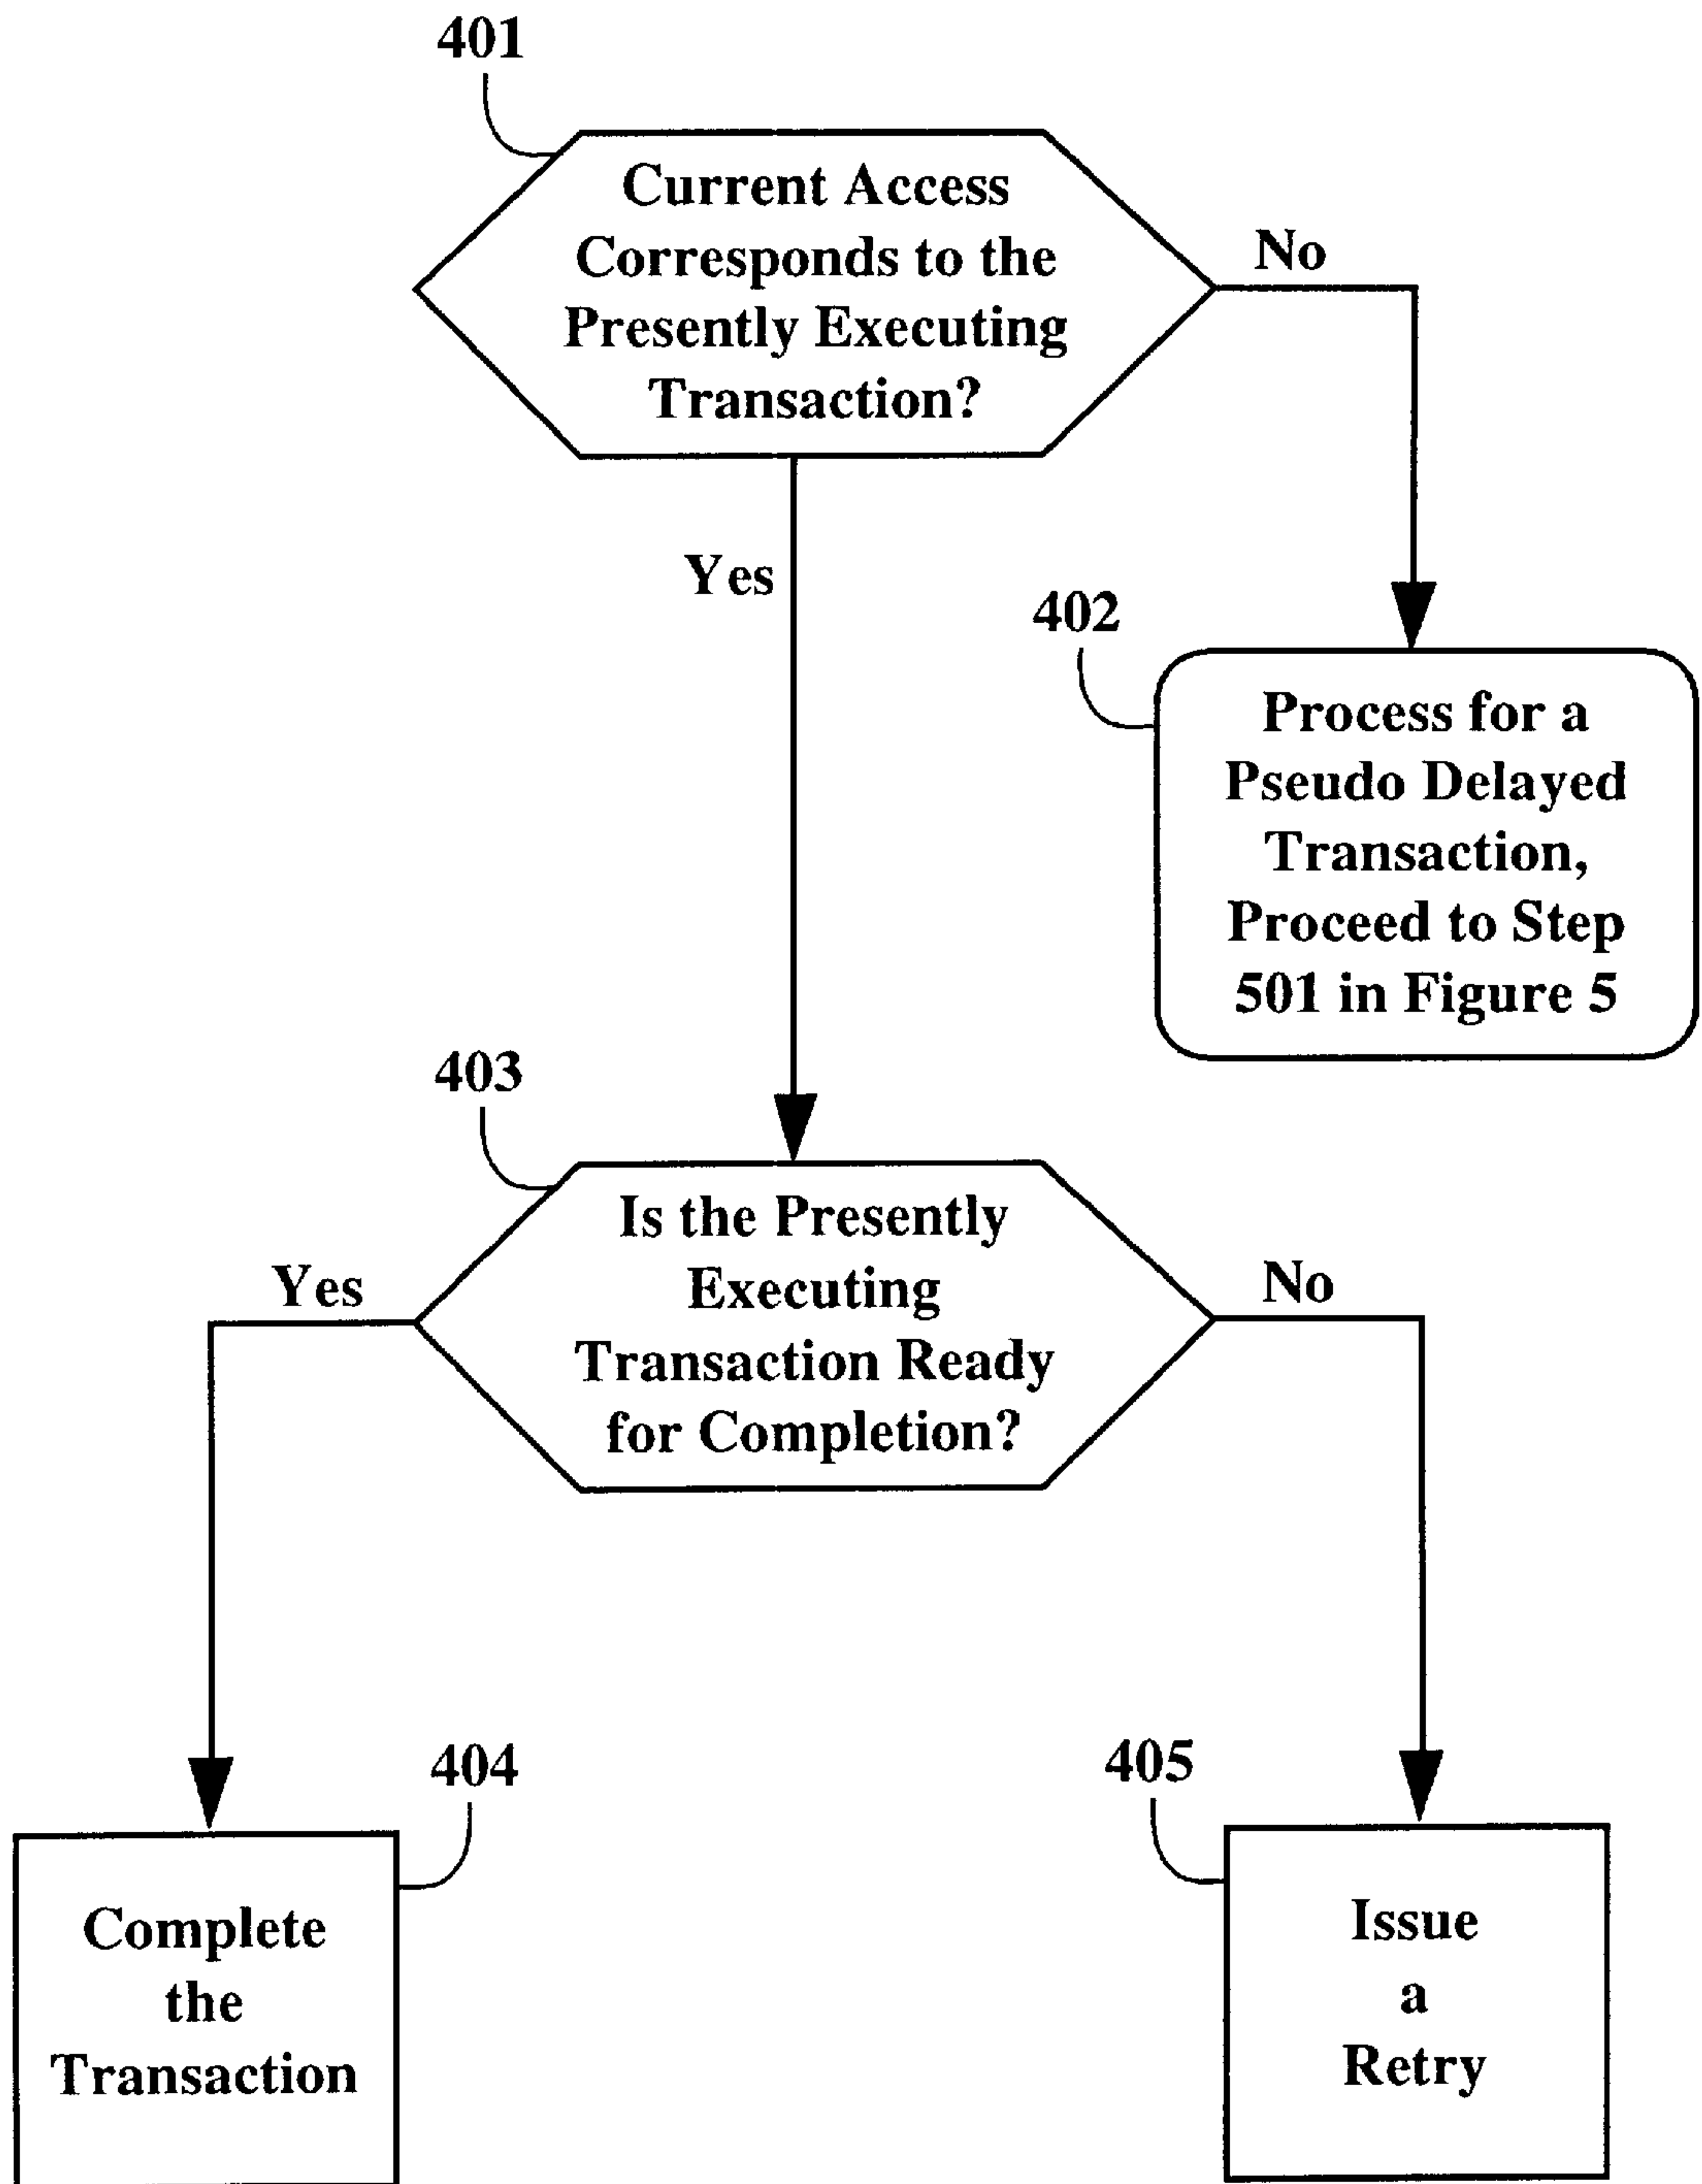 401
Current Access
Corresponds to the
Presently Executing
Transaction?
No
Yes
402
Process for a
Pseudo Delayed
Transaction,
Proceed to Step
501 in Figure 5
403
Is the Presently
Executing
Transaction Ready
for Completion?
Yes
No
404
Complete
the
Transaction
405
Issue
a
Retry